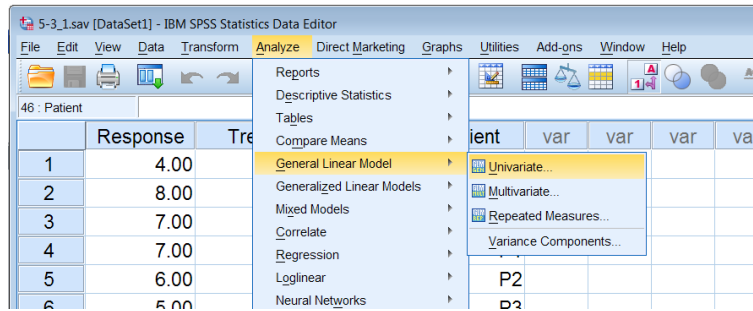 5-3_1.sav [DataSet1] - IBM SPSS Statistics Data Editor
File Edit View Data Transform Analyze Direct Marketing Graphs Utilities Add-ons Window Help
46 : Patient
Reports
Descriptive Statistics
Tables
Compare Means
General Linear Model
Generalized Linear Models
Mixed Models
Correlate
Regression
Loglinear
Neural Networks
Univariate...
Multivariate...
Repeated Measures...
Variance Components...
Response Tre ient var var var va
1 4.00
2 8.00
3 7.00
4 7.00
5 6.00 P2
6 5.00 P3